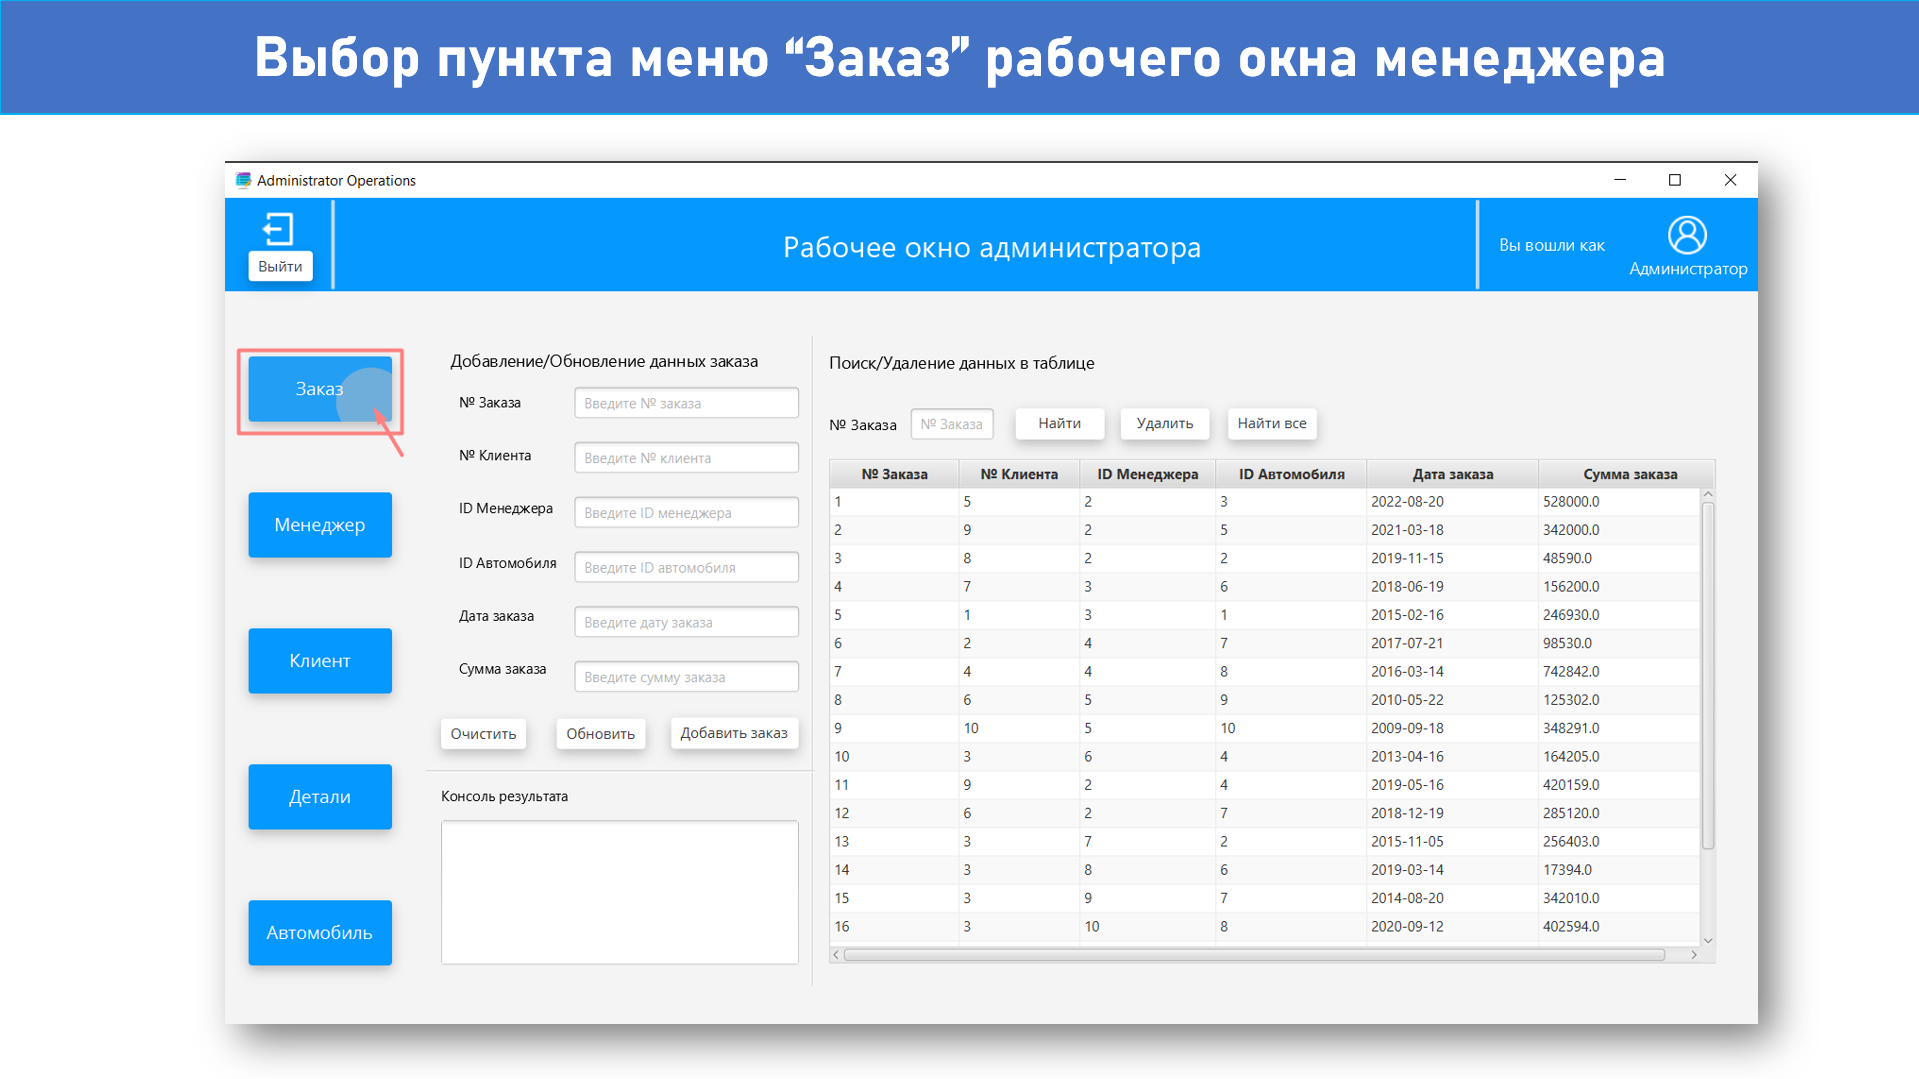 Выбор пункта меню “Заказ” рабочего окна менеджера
Administrator Operations
Выйти
Рабочее окно администратора
Вы вошли как
Администратор
Заказ
Менеджер
Клиент
Детали
Автомобиль
Добавление/Обновление данных заказа
№ Заказа Введите № заказа
№ Клиента Введите № клиента
ID Менеджера Введите ID менеджера
ID Автомобиля Введите ID автомобиля
Дата заказа Введите дату заказа
Сумма заказа Введите сумму заказа
Очистить Обновить Добавить заказ
Консоль результата
Поиск/Удаление данных в таблице
№ Заказа № Заказа Найти Удалить Найти все
№ Заказа № Клиента ID Менеджера ID Автомобиля Дата заказа Сумма заказа
1 5 2 3 2022-08-20 528000.0
2 9 2 5 2021-03-18 342000.0
3 8 2 2 2019-11-15 48590.0
4 7 3 6 2018-06-19 156200.0
5 1 3 1 2015-02-16 246930.0
6 2 4 7 2017-07-21 98530.0
7 4 4 8 2016-03-14 742842.0
8 6 5 9 2010-05-22 125302.0
9 10 5 10 2009-09-18 348291.0
10 3 6 4 2013-04-16 164205.0
11 9 2 4 2019-05-16 420159.0
12 6 2 7 2018-12-19 285120.0
13 3 7 2 2015-11-05 256403.0
14 3 8 6 2019-03-14 17394.0
15 3 9 7 2014-08-20 342010.0
16 3 10 8 2020-09-12 402594.0